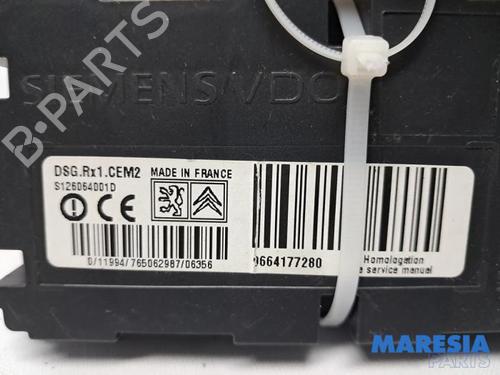 SIEMENS VDO
B-PARTS
DSG.Rx1.CEM2 MADE IN FRANCE
S126064001D
CE
D/11994/765062987/06356
9664177280
Homologation
service manual
MARESIA
PARTS